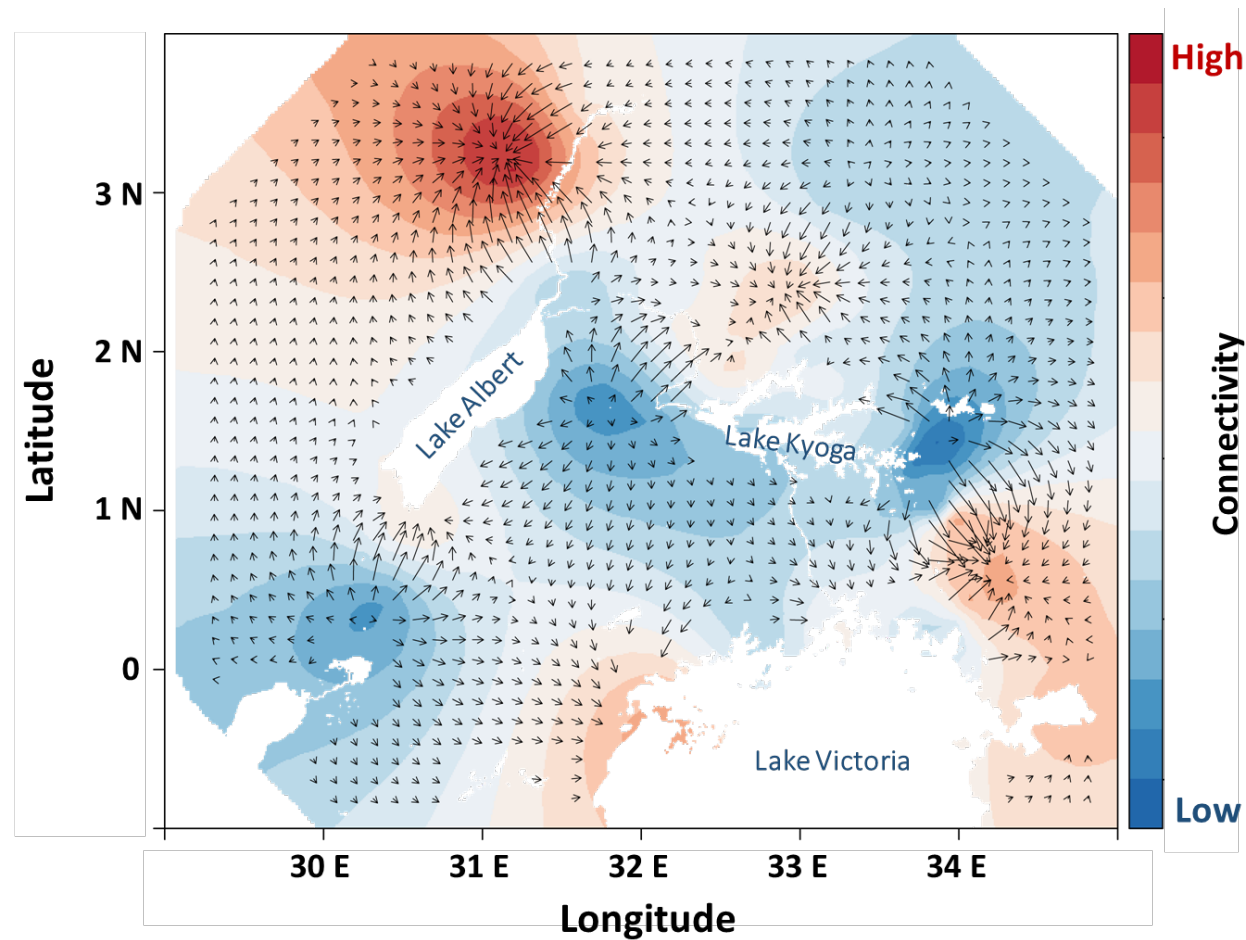 High
3 N
2 N
1 N
0
Latitude
Lake Albert
Lake Kyoga
Lake Victoria
Connectivity
Low
30 E
31 E
32 E
33 E
34 E
Longitude